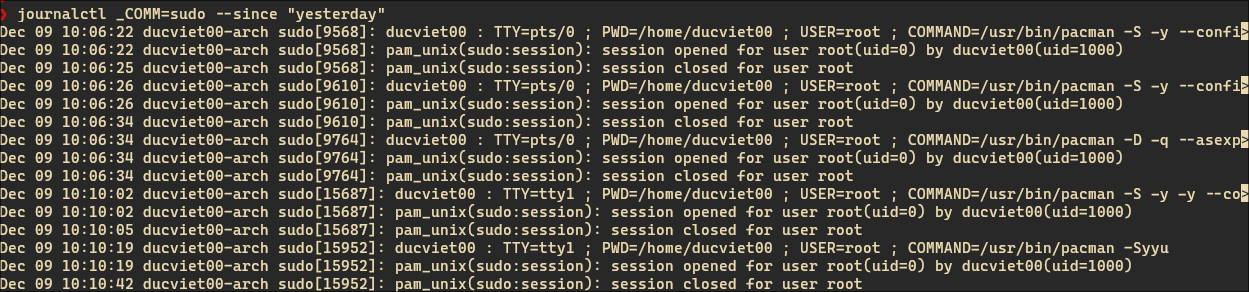 ❯ journalctl _COMM=sudo --since "yesterday"
Dec 09 10:06:22 ducviet00-arch sudo[9568]: ducviet00 : TTY=pts/0 ; PWD=/home/ducviet00 ; USER=root ; COMMAND=/usr/bin/pacman -S -y --confi>
Dec 09 10:06:22 ducviet00-arch sudo[9568]: pam_unix(sudo:session): session opened for user root(uid=0) by ducviet00(uid=1000)
Dec 09 10:06:25 ducviet00-arch sudo[9568]: pam_unix(sudo:session): session closed for user root
Dec 09 10:06:26 ducviet00-arch sudo[9610]: ducviet00 : TTY=pts/0 ; PWD=/home/ducviet00 ; USER=root ; COMMAND=/usr/bin/pacman -S -y --confi>
Dec 09 10:06:26 ducviet00-arch sudo[9610]: pam_unix(sudo:session): session opened for user root(uid=0) by ducviet00(uid=1000)
Dec 09 10:06:34 ducviet00-arch sudo[9610]: pam_unix(sudo:session): session closed for user root
Dec 09 10:06:34 ducviet00-arch sudo[9764]: ducviet00 : TTY=pts/0 ; PWD=/home/ducviet00 ; USER=root ; COMMAND=/usr/bin/pacman -D -q --asexp>
Dec 09 10:06:34 ducviet00-arch sudo[9764]: pam_unix(sudo:session): session opened for user root(uid=0) by ducviet00(uid=1000)
Dec 09 10:06:34 ducviet00-arch sudo[9764]: pam_unix(sudo:session): session closed for user root
Dec 09 10:10:02 ducviet00-arch sudo[15687]: ducviet00 : TTY=tty1 ; PWD=/home/ducviet00 ; USER=root ; COMMAND=/usr/bin/pacman -S -y -y --co>
Dec 09 10:10:02 ducviet00-arch sudo[15687]: pam_unix(sudo:session): session opened for user root(uid=0) by ducviet00(uid=1000)
Dec 09 10:10:05 ducviet00-arch sudo[15687]: pam_unix(sudo:session): session closed for user root
Dec 09 10:10:19 ducviet00-arch sudo[15952]: ducviet00 : TTY=tty1 ; PWD=/home/ducviet00 ; USER=root ; COMMAND=/usr/bin/pacman -Syyu
Dec 09 10:10:19 ducviet00-arch sudo[15952]: pam_unix(sudo:session): session opened for user root(uid=0) by ducviet00(uid=1000)
Dec 09 10:10:42 ducviet00-arch sudo[15952]: pam_unix(sudo:session): session closed for user root